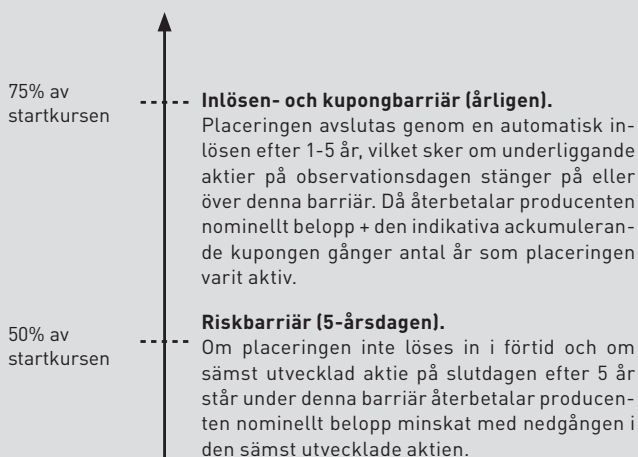 75% av
startkursen
Inlösen- och kupongbarriär (årligen).
Placeringen avslutas genom en automatisk in-
lösen efter 1-5 år, vilket sker om underliggande
aktier på observationsdagen stänger på eller
över denna barriär. Då återbetalar producenten
nominellt belopp + den indikativa ackumuleran-
de kupongen gånger antal år som placeringen
varit aktiv.
50% av
startkursen
Riskbarriär (5-årsdagen).
Om placeringen inte löses in i förtid och om
sämst utvecklad aktie på slutdagen efter 5 år
står under denna barriär återbetalar producen-
ten nominellt belopp minskat med nedgången i
den sämst utvecklade aktien.